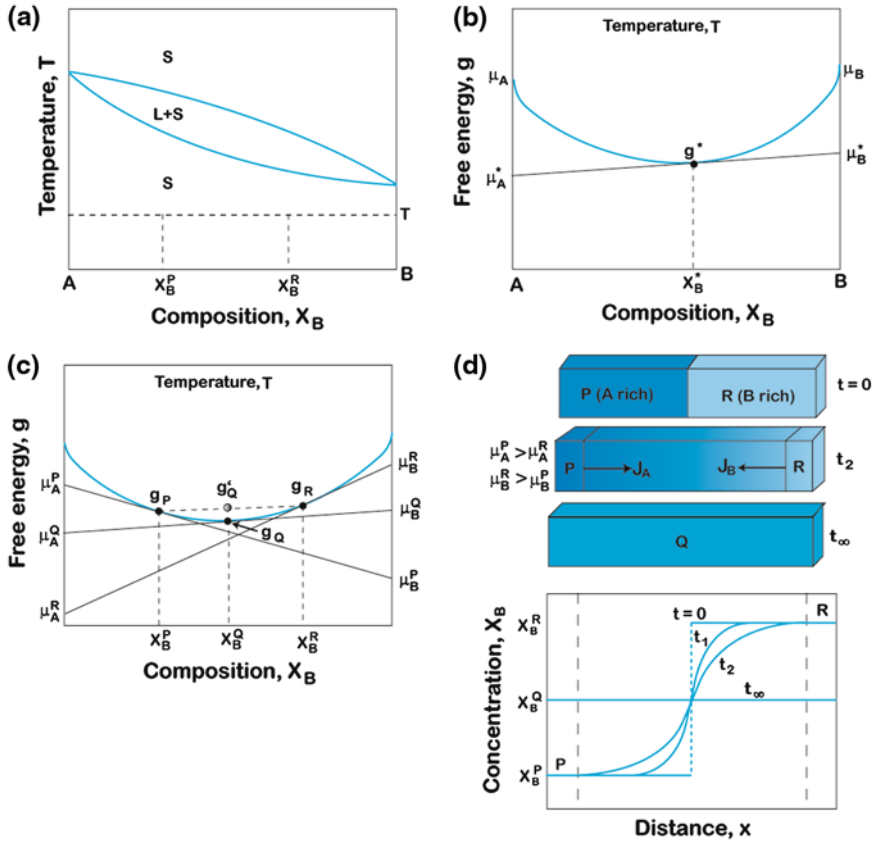 (a)
Temperature, T
S
L+S
S
T
A
X_B^P
X_B^R
B
Composition, X_B
(b)
Free energy, g
Temperature, T
μ_A
μ_B
g*
μ_A^*
μ_B^*
A
X_B^*
B
Composition, X_B
(c)
Free energy, g
Temperature, T
μ_B^R
μ_A^P
g_P
g_Q‘
g_R
μ_B^Q
μ_A^Q
g_Q
μ_B^P
μ_A^R
X_B^P
X_B^Q
X_B^R
Composition, X_B
(d)
P (A rich)
R (B rich)
t = 0
μ_A^P > μ_A^R
μ_B^R > μ_B^P
P
J_A
J_B
R
t_2
Q
t_∞
Concentration, X_B
X_B^R
t = 0
R
t_1
t_2
X_B^Q
t_∞
X_B^P
P
Distance, x